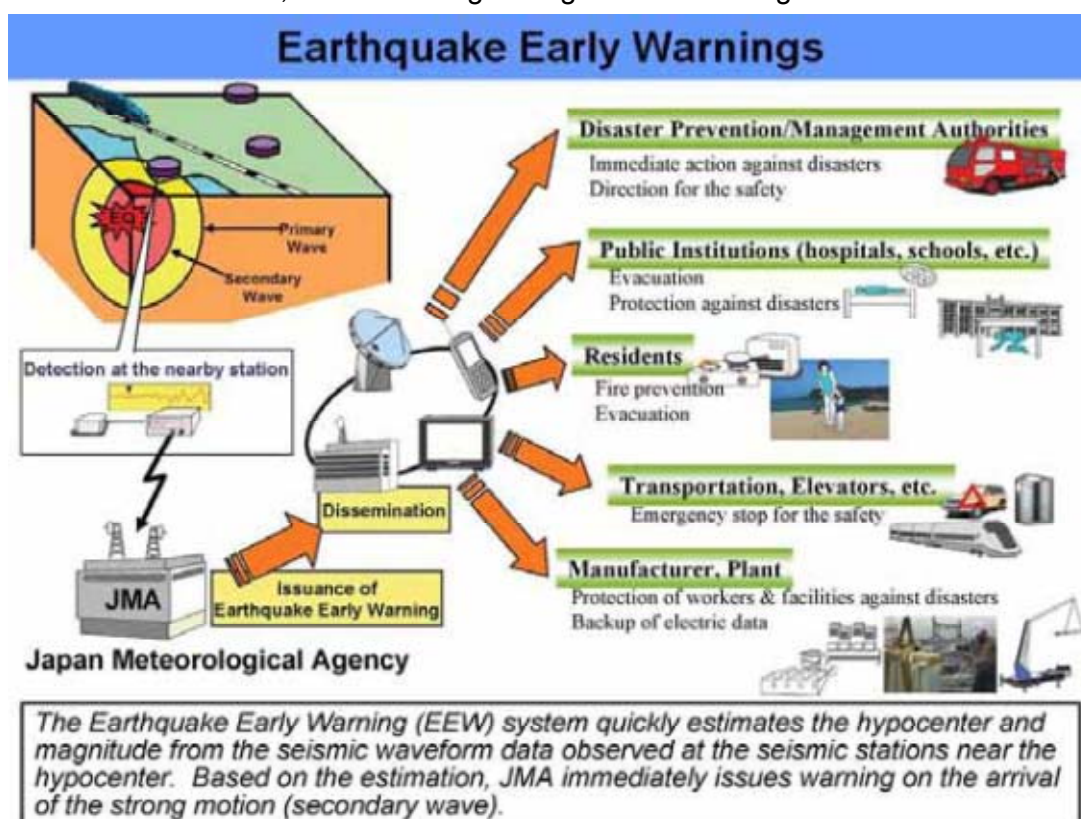 Earthquake Early Warnings
EQ
Primary
Wave
Secondary
Wave
Detection at the nearby station
JMA
Issuance of
Earthquake Early Warning
Japan Meteorological Agency
Dissemination
Disaster Prevention/Management Authorities
Immediate action against disasters
Direction for the safety
Public Institutions (hospitals, schools, etc.)
Evacuation
Protection against disasters
Residents
Fire prevention
Evacuation
Transportation, Elevators, etc.
Emergency stop for the safety
Manufacturer, Plant
Protection of workers & facilities against disasters
Backup of electric data
The Earthquake Early Warning (EEW) system quickly estimates the hypocenter and
magnitude from the seismic waveform data observed at the seismic stations near the
hypocenter. Based on the estimation, JMA immediately issues warning on the arrival
of the strong motion (secondary wave).